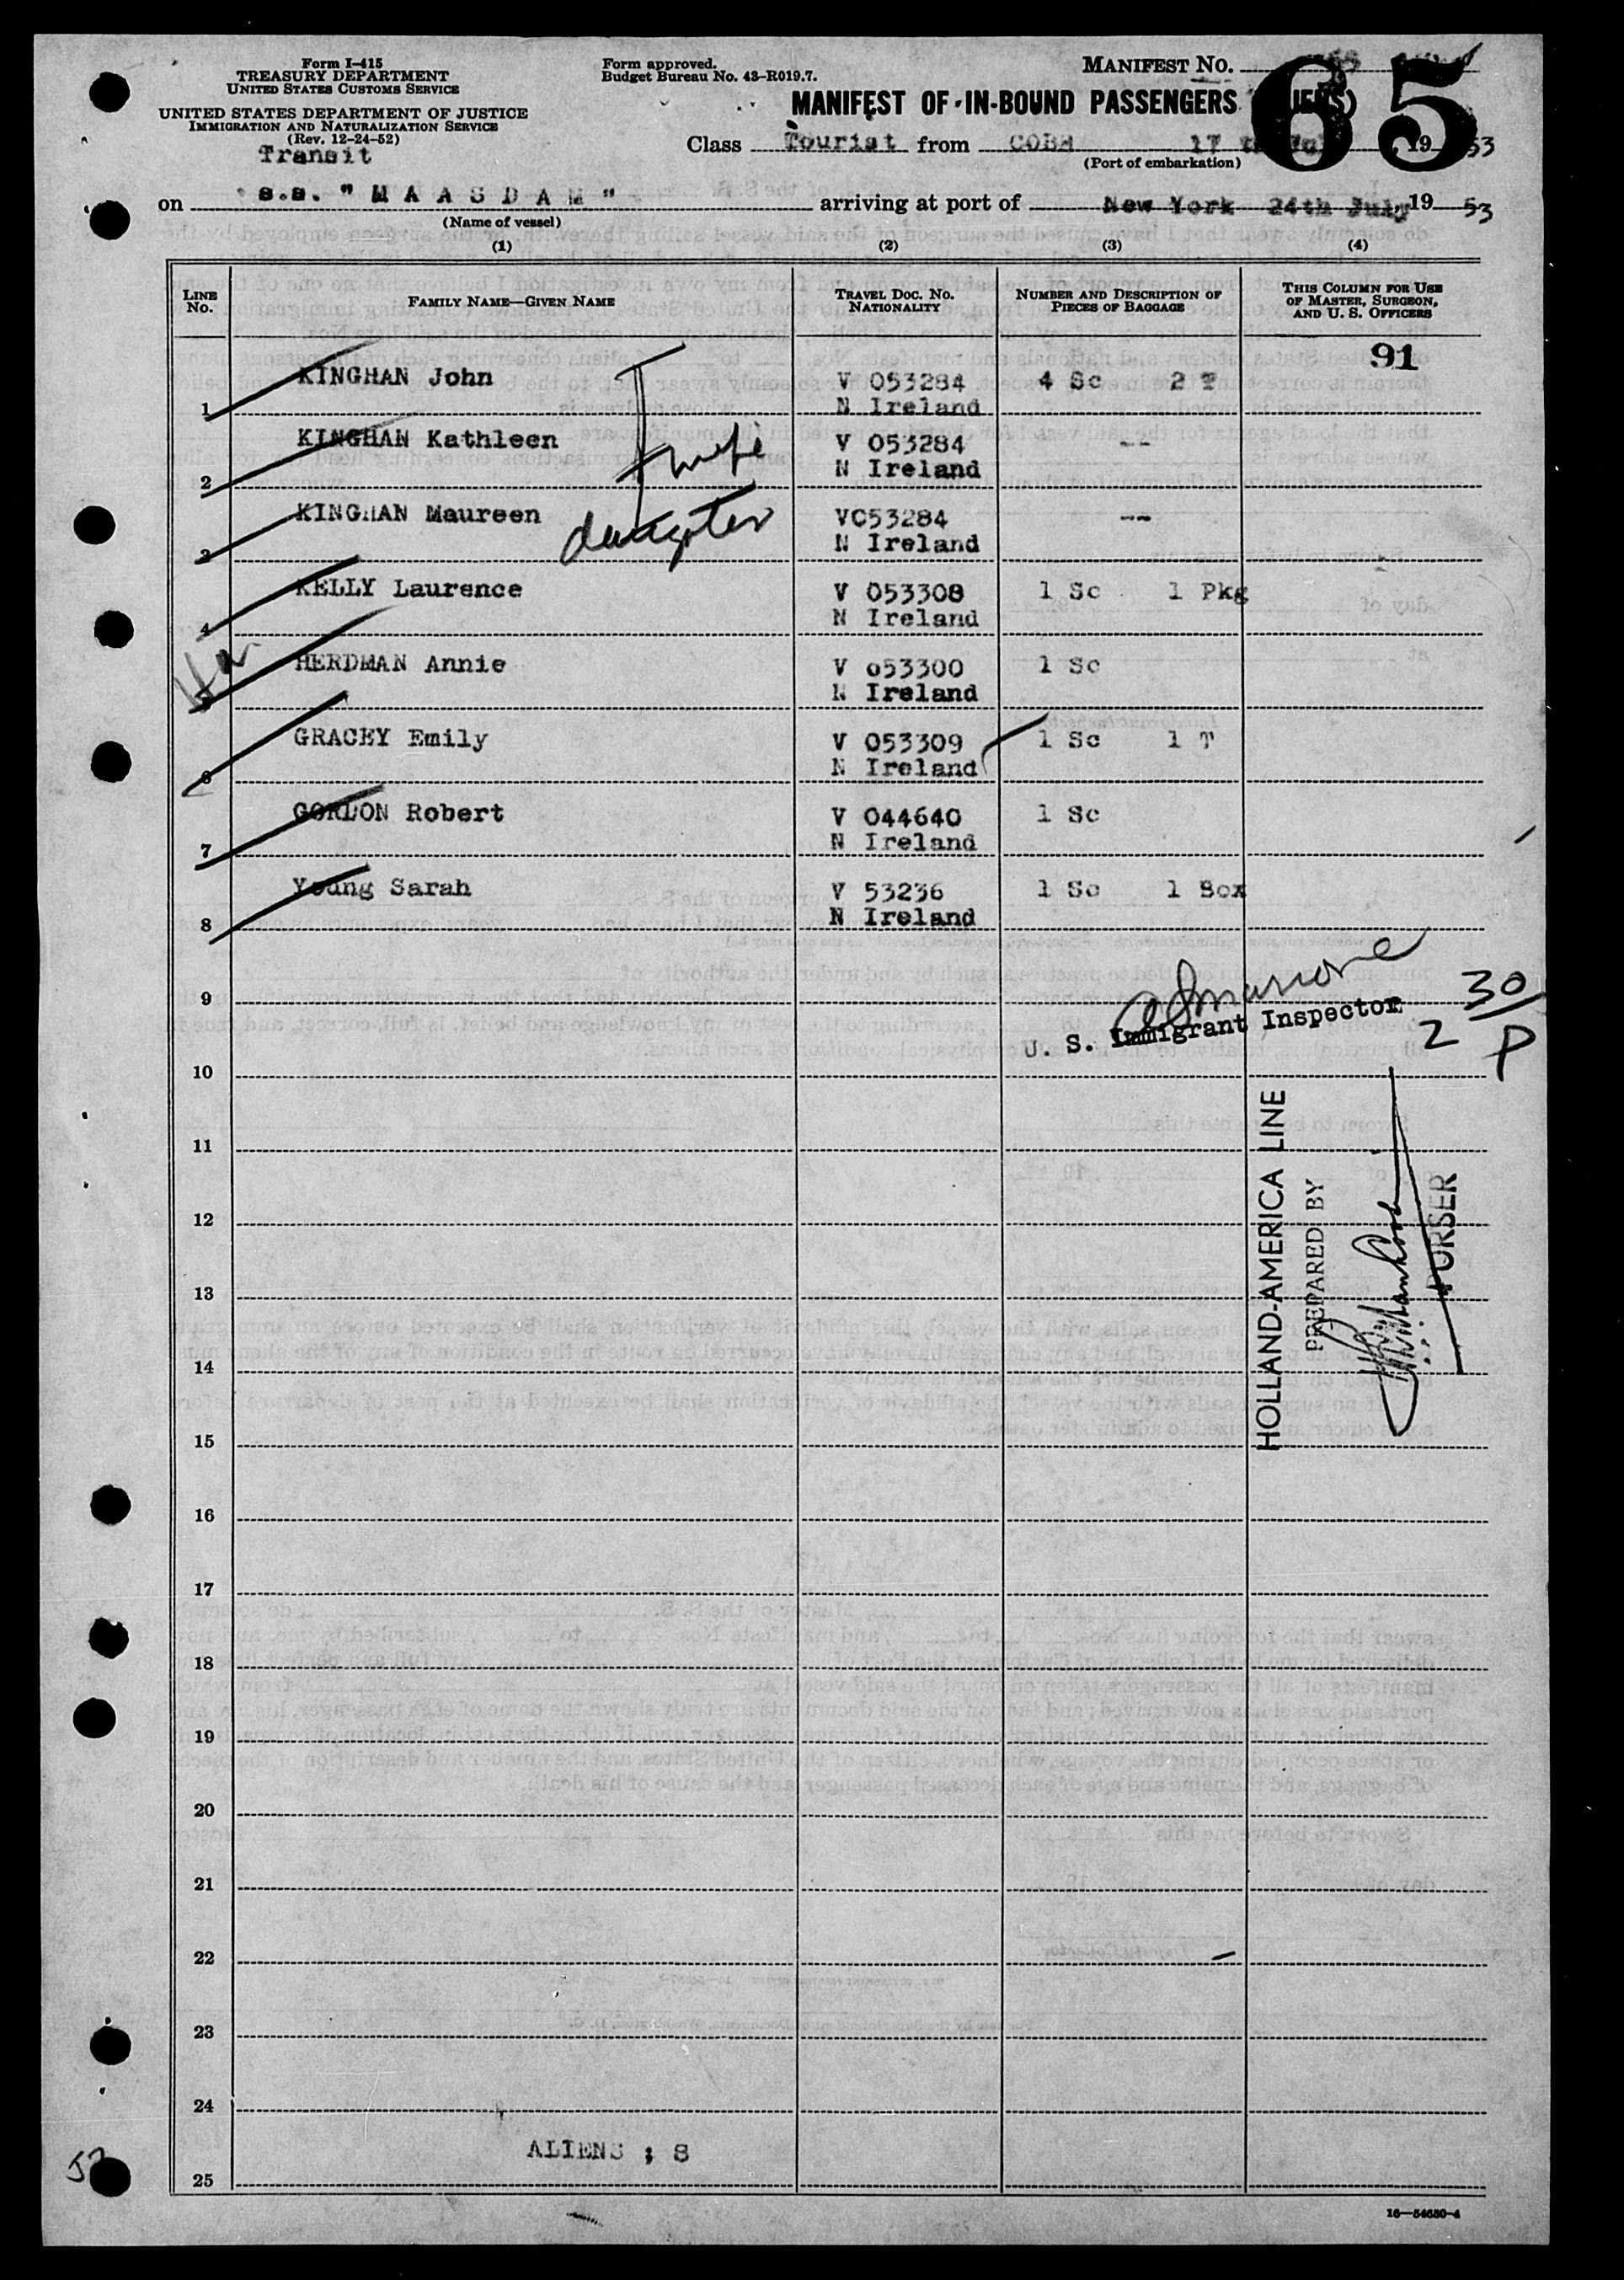 Form I-415
TREASURY DEPARTMENT
UNITED STATES CUSTOMS SERVICE
UNITED STATES DEPARTMENT OF JUSTICE
IMMIGRATION AND NATURALIZATION SERVICE
(Rev. 12-24-52)
Transit
Form approved.
Budget Bureau No. 43-R019.7.
MANIFEST NO.
65
MANIFEST OF IN-BOUND PASSENGERS
Class Tourist from COBH 17 19 53
(Port of embarkation)
on s.s. "MAASDAM" arriving at port of New York 24th July 19 53
(Name of vessel)
(1) (2) (3) (4)
LINE NO. FAMILY NAME—GIVEN NAME TRAVEL DOC. NO. NATIONALITY NUMBER AND DESCRIPTION OF PIECES OF BAGGAGE THIS COLUMN FOR USE OF MASTER, SURGEON, AND U. S. OFFICERS
91
1 KINGHAN John V 053284 4 Sc 2 T
N Ireland
2 KINGHAN Kathleen wife V 053284 --
N Ireland
3 KINGHAN Maureen daughter V053284 --
N Ireland
4 KELLY Laurence V 053308 1 Sc 1 Pkg
N Ireland
5 HERDMAN Annie V 053300 1 Sc
N Ireland
6 GRACEY Emily V 053309 1 Sc 1 T
N Ireland
7 GORDON Robert V 044640 1 Sc
N Ireland
8 Young Sarah V 53236 1 Sc 1 Box
N Ireland
9
U. S. Immigrant Inspector
2 30/P
10
11
12
13
14
15
HOLLAND-AMERICA LINE
PREPARED BY
PURSER
16
17
18
19
20
21
22
23
24
ALIENS ; 8
25
16—54650-4